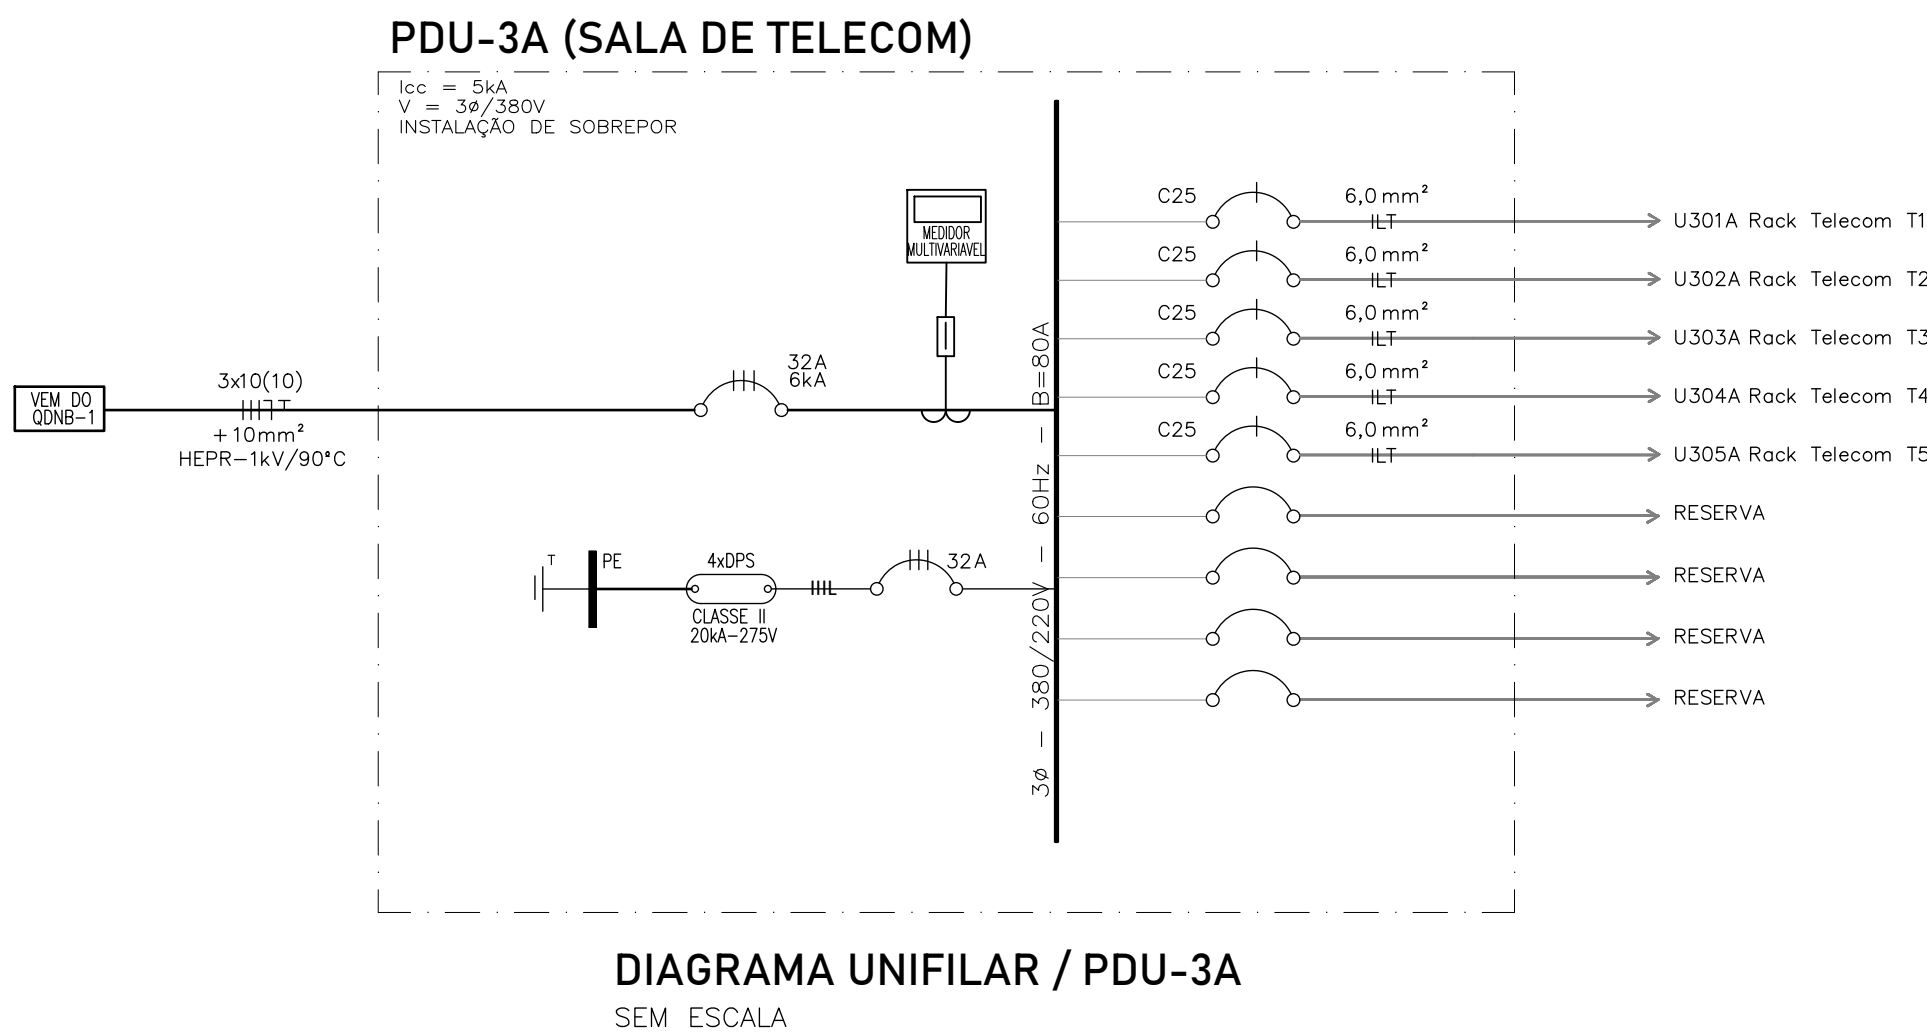 PDU-3A (SALA DE TELECOM)
Icc = 5kA
V = 3ø/380V
INSTALAÇÃO DE SOBREPOR
MEDIDOR
MULTIVARIAVEL
VEM DO
QDNB-1
3x10(10)
+10mm²
HEPR-1kV/90°C
32A
6kA
T
PE
4xDPS
CLASSE II
20kA-275V
32A
3ø - 380/220V - 60Hz - B=80A
C25 6,0 mm² U301A Rack Telecom T1
C25 6,0 mm² U302A Rack Telecom T2
C25 6,0 mm² U303A Rack Telecom T3
C25 6,0 mm² U304A Rack Telecom T4
C25 6,0 mm² U305A Rack Telecom T5
RESERVA
RESERVA
RESERVA
RESERVA
DIAGRAMA UNIFILAR / PDU-3A
SEM ESCALA